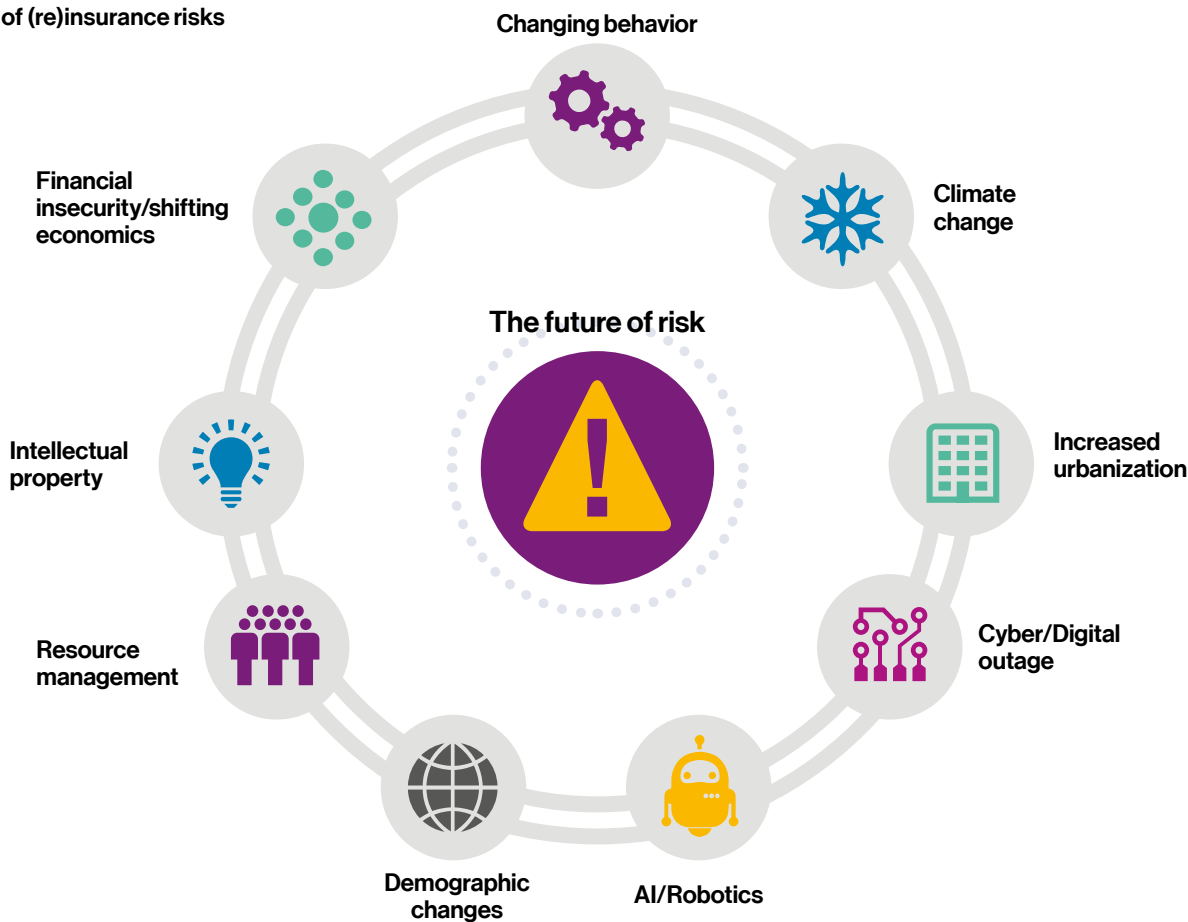 of (re)insurance risks
Changing behavior
Financial
insecurity/shifting
economics
Climate
change
The future of risk
!
Intellectual
property
Increased
urbanization
Resource
management
Cyber/Digital
outage
Demographic
changes
AI/Robotics